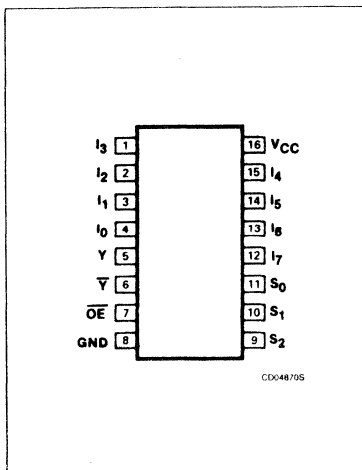 I3 1 16 VCC
I2 2 15 I4
I1 3 14 I5
I0 4 13 I6
Y 5 12 I7
Y̅ 6 11 S0
O̅E̅ 7 10 S1
GND 8 9 S2
CD04870S